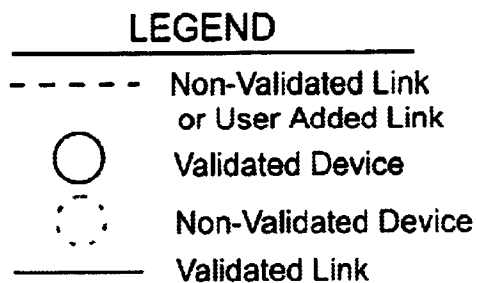 LEGEND
Non-Validated Link
or User Added Link
Validated Device
Non-Validated Device
Validated Link